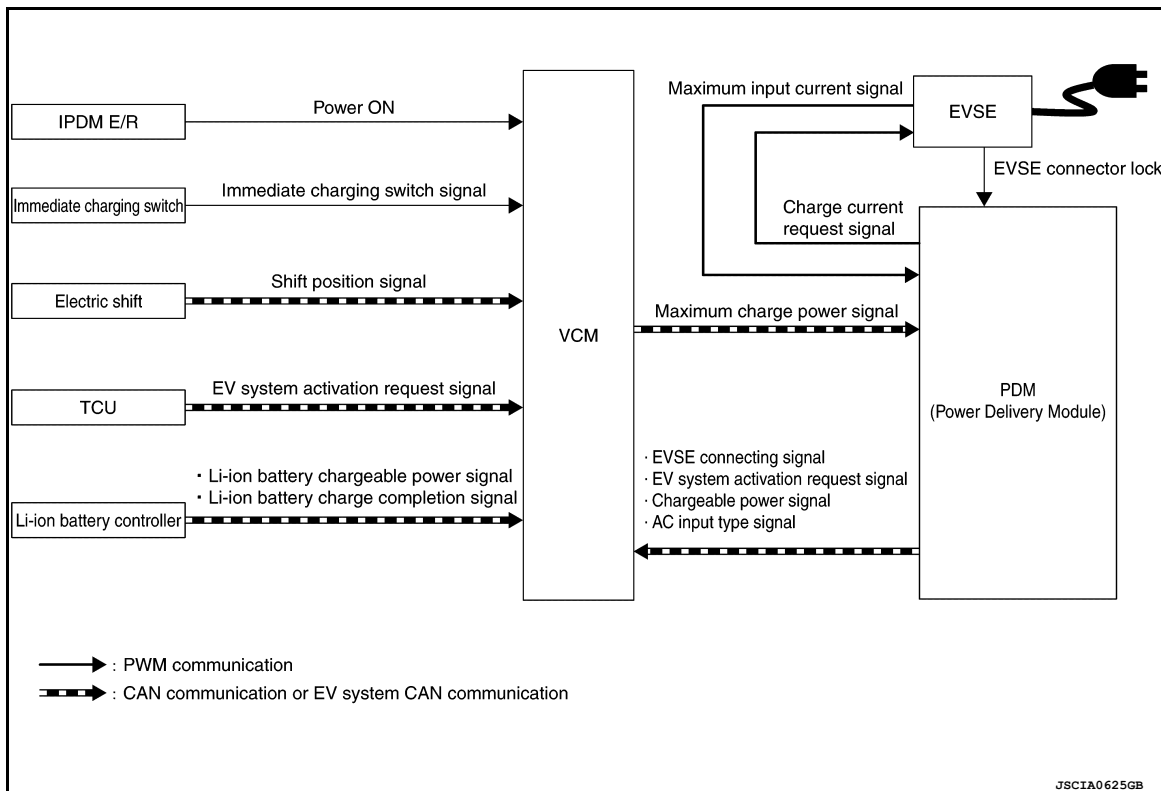 IPDM E/R
Power ON
Immediate charging switch
Immediate charging switch signal
Electric shift
Shift position signal
TCU
EV system activation request signal
Li-ion battery controller
・ Li-ion battery chargeable power signal
・ Li-ion battery charge completion signal
VCM
Maximum input current signal
EVSE
EVSE connector lock
Charge current
request signal
Maximum charge power signal
PDM
(Power Delivery Module)
· EVSE connecting signal
· EV system activation request signal
· Chargeable power signal
· AC input type signal
: PWM communication
: CAN communication or EV system CAN communication
JSCIA0625GB